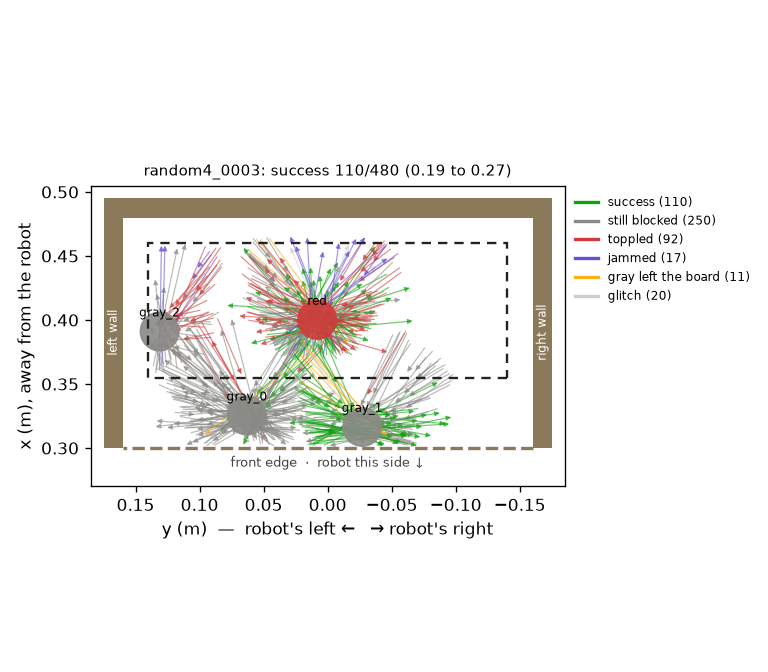 random4_0003: success 110/480 (0.19 to 0.27)
x (m), away from the robot
0.50
0.45
0.40
0.35
0.30
left wall
right wall
gray_2
red
gray_0
gray_1
front edge · robot this side ↓
0.15 0.10 0.05 0.00 −0.05 −0.10 −0.15
y (m) — robot's left ← → robot's right
success (110)
still blocked (250)
toppled (92)
jammed (17)
gray left the board (11)
glitch (20)